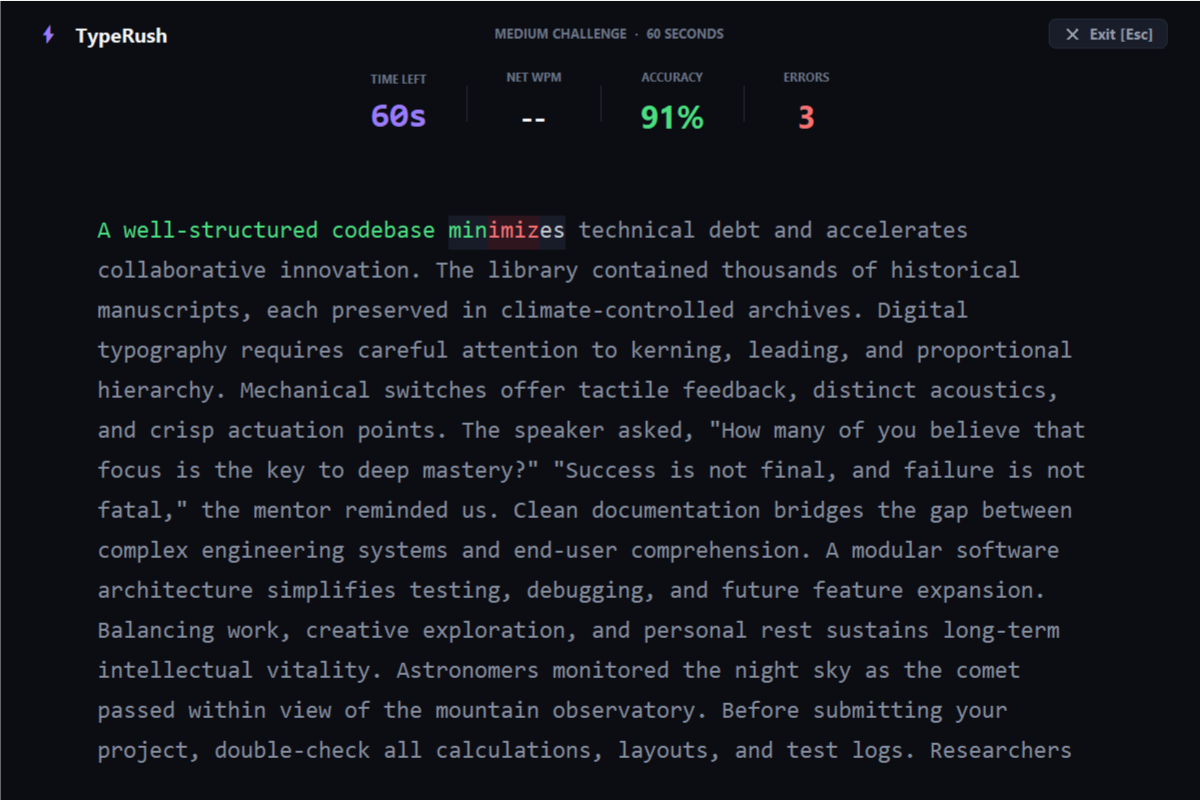 TypeRush
MEDIUM CHALLENGE · 60 SECONDS
Exit [Esc]
TIME LEFT
60s
NET WPM
--
ACCURACY
91%
ERRORS
3
A well-structured codebase minimizes technical debt and accelerates
collaborative innovation. The library contained thousands of historical
manuscripts, each preserved in climate-controlled archives. Digital
typography requires careful attention to kerning, leading, and proportional
hierarchy. Mechanical switches offer tactile feedback, distinct acoustics,
and crisp actuation points. The speaker asked, "How many of you believe that
focus is the key to deep mastery?" "Success is not final, and failure is not
fatal," the mentor reminded us. Clean documentation bridges the gap between
complex engineering systems and end-user comprehension. A modular software
architecture simplifies testing, debugging, and future feature expansion.
Balancing work, creative exploration, and personal rest sustains long-term
intellectual vitality. Astronomers monitored the night sky as the comet
passed within view of the mountain observatory. Before submitting your
project, double-check all calculations, layouts, and test logs. Researchers